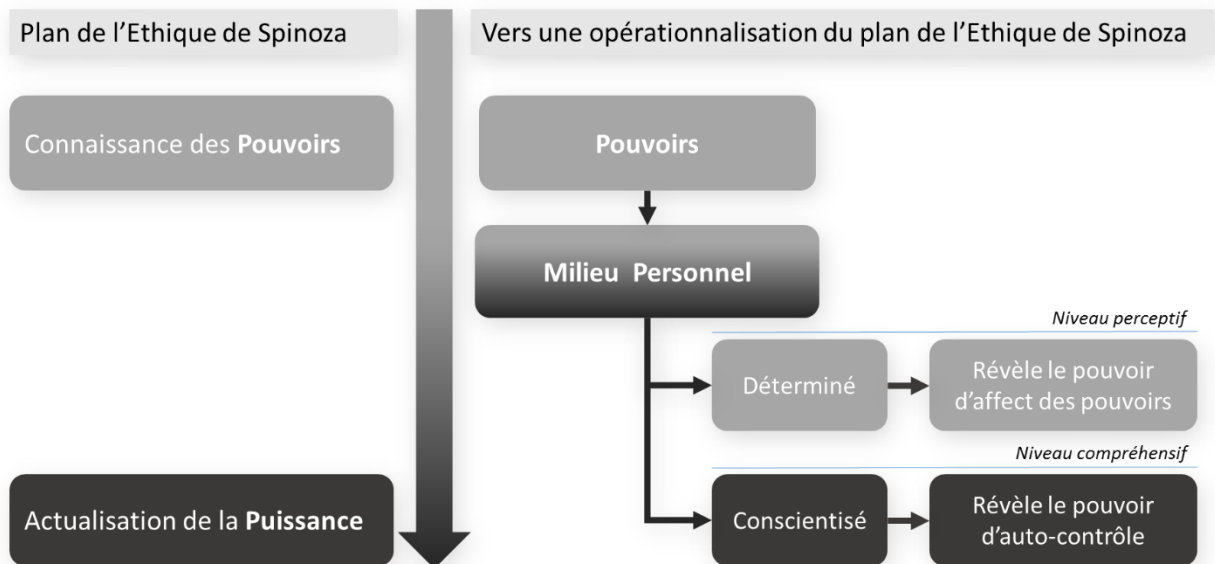 Plan de l’Ethique de Spinoza
Vers une opérationnalisation du plan de l’Ethique de Spinoza
Connaissance des Pouvoirs
Pouvoirs
Milieu Personnel
Niveau perceptif
Déterminé
Révèle le pouvoir
d’affect des pouvoirs
Niveau compréhensif
Actualisation de la Puissance
Conscientisé
Révèle le pouvoir
d’auto-contrôle